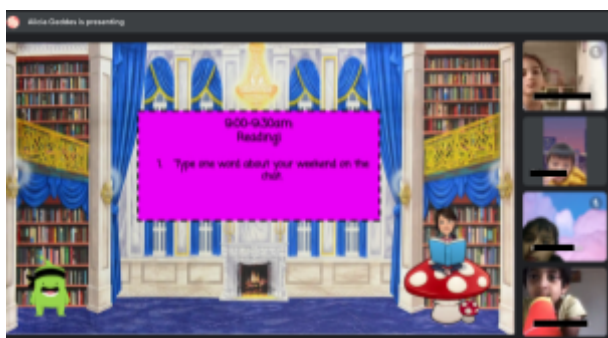 Alicia Geddes is presenting
9:00-9:30am:
Reading!
1. Type one word about your weekend on the
chat.